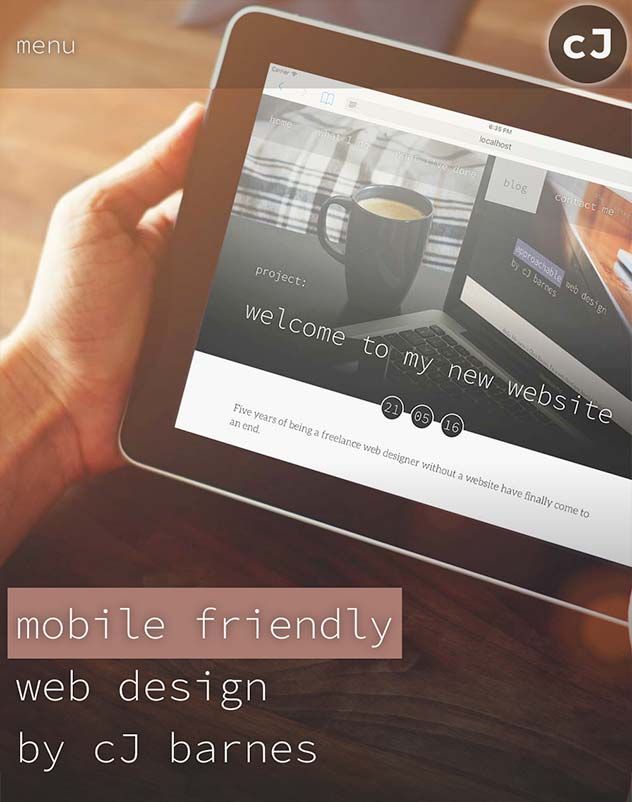 menu
cJ
Carrier
6:35 PM
localhost
home
what I do
what I've done
blog
contact me
approachable web design
by cJ barnes
project:
welcome to my new website
21 05 16
Five years of being a freelance web designer without a website have finally come to
an end.
mobile friendly
web design
by cJ barnes